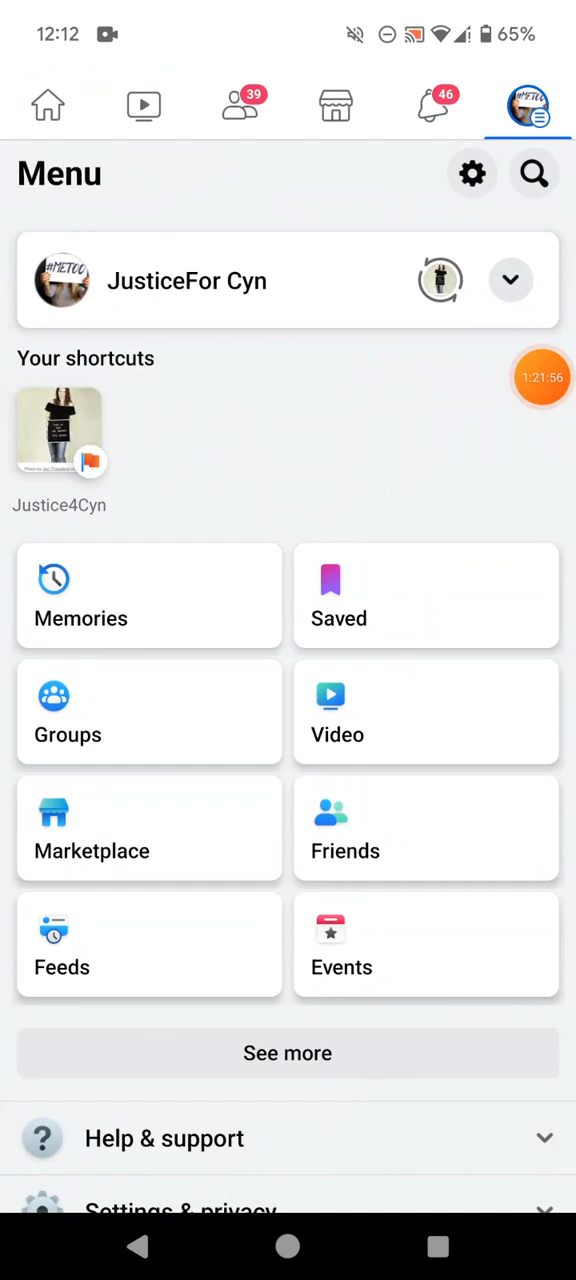 12:12 65%
39 46
Menu
#METOO JusticeFor Cyn
Your shortcuts
1:21:56
Justice4Cyn
Memories Saved
Groups Video
Marketplace Friends
Feeds Events
See more
? Help & support
Settings & privacy